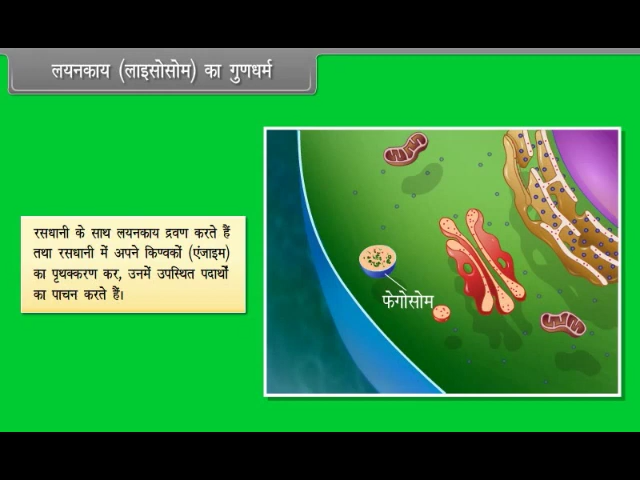 लयनकाय (लाइसोसोम) का गुणधर्म
रसधानी के साथ लयनकाय द्रवण करते हैं
तथा रसधानी में अपने किण्वकों (एंजाइम)
का पृथक्करण कर, उनमें उपस्थित पदार्थों
का पाचन करते हैं।
फेगोसोम